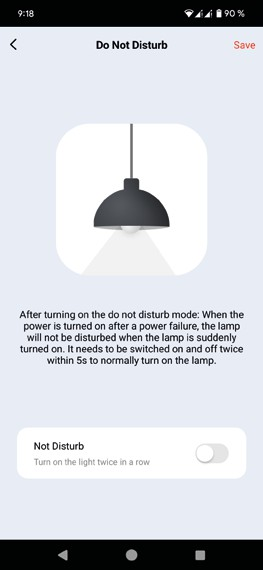 9:18
90 %
Do Not Disturb
Save
After turning on the do not disturb mode: When the
power is turned on after a power failure, the lamp
will not be disturbed when the lamp is suddenly
turned on. It needs to be switched on and off twice
within 5s to normally turn on the lamp.
Not Disturb
Turn on the light twice in a row